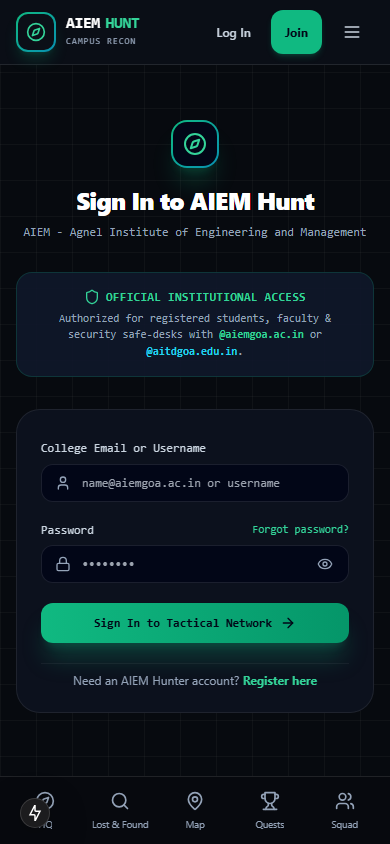 AIEM HUNT
CAMPUS RECON
Log In
Join
Sign In to AIEM Hunt
AIEM - Agnel Institute of Engineering and Management
OFFICIAL INSTITUTIONAL ACCESS
Authorized for registered students, faculty &
security safe-desks with @aiemgoa.ac.in or
@aitdgoa.edu.in.
College Email or Username
name@aiemgoa.ac.in or username
Password
Forgot password?
••••••••
Sign In to Tactical Network
Need an AIEM Hunter account? Register here
Lost & Found
Map
Quests
Squad